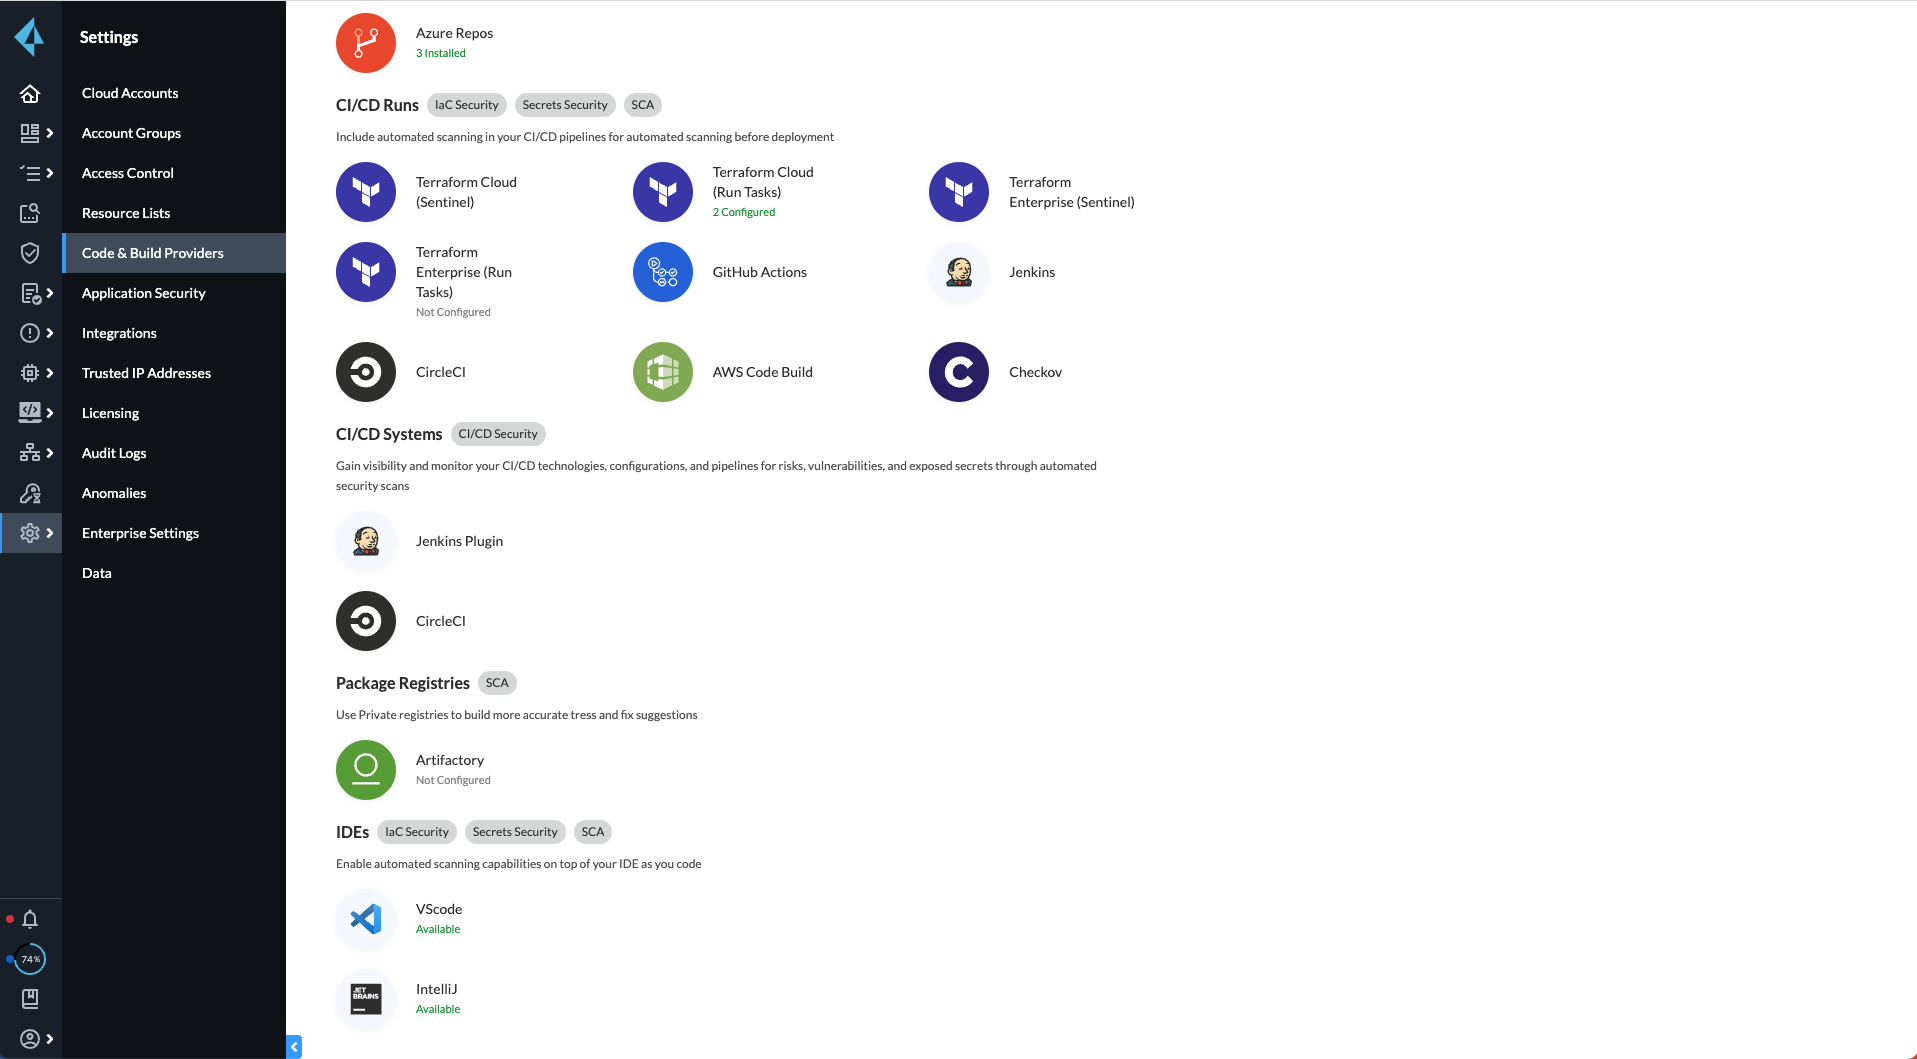 Settings
Cloud Accounts
Account Groups
Access Control
Resource Lists
Code & Build Providers
Application Security
Integrations
Trusted IP Addresses
Licensing
Audit Logs
Anomalies
Enterprise Settings
Data
74%
Azure Repos
3 Installed
CI/CD Runs IaC Security Secrets Security SCA
Include automated scanning in your CI/CD pipelines for automated scanning before deployment
Terraform Cloud
(Sentinel)
Terraform Cloud
(Run Tasks)
2 Configured
Terraform
Enterprise (Sentinel)
Terraform
Enterprise (Run
Tasks)
Not Configured
GitHub Actions
Jenkins
CircleCI
AWS Code Build
Checkov
CI/CD Systems CI/CD Security
Gain visibility and monitor your CI/CD technologies, configurations, and pipelines for risks, vulnerabilities, and exposed secrets through automated
security scans
Jenkins Plugin
CircleCI
Package Registries SCA
Use Private registries to build more accurate tress and fix suggestions
Artifactory
Not Configured
IDEs IaC Security Secrets Security SCA
Enable automated scanning capabilities on top of your IDE as you code
VScode
Available
JET
BRAINS
IntelliJ
Available